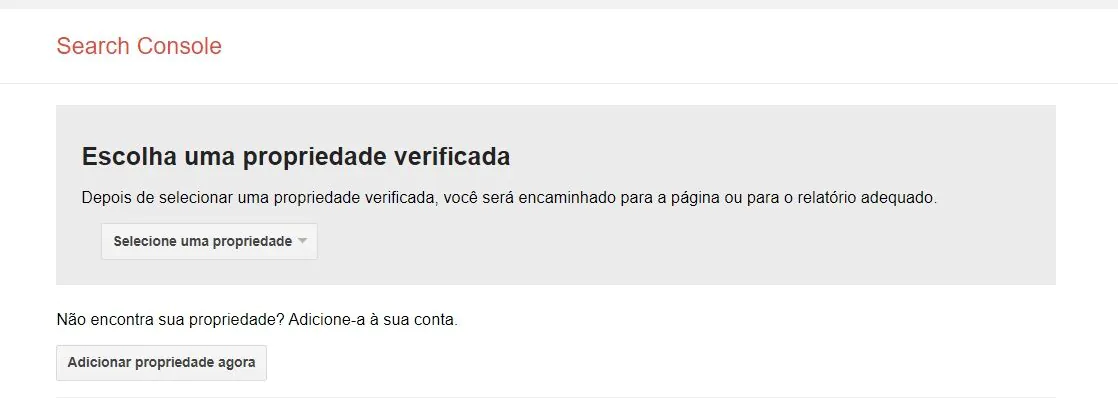 Search Console
Escolha uma propriedade verificada
Depois de selecionar uma propriedade verificada, você será encaminhado para a página ou para o relatório adequado.
Selecione uma propriedade
Não encontra sua propriedade? Adicione-a à sua conta.
Adicionar propriedade agora